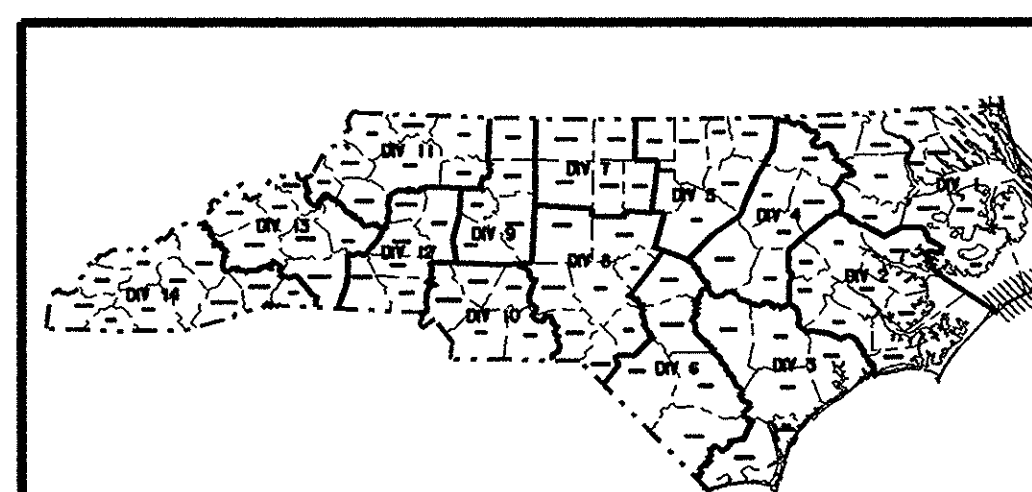 DIV 11
DIV 7
DIV 1
DIV 5
DIV 4
DIV 13
DIV 9
DIV 12
DIV 8
DIV 2
DIV 14
DIV 10
DIV 3
DIV 6